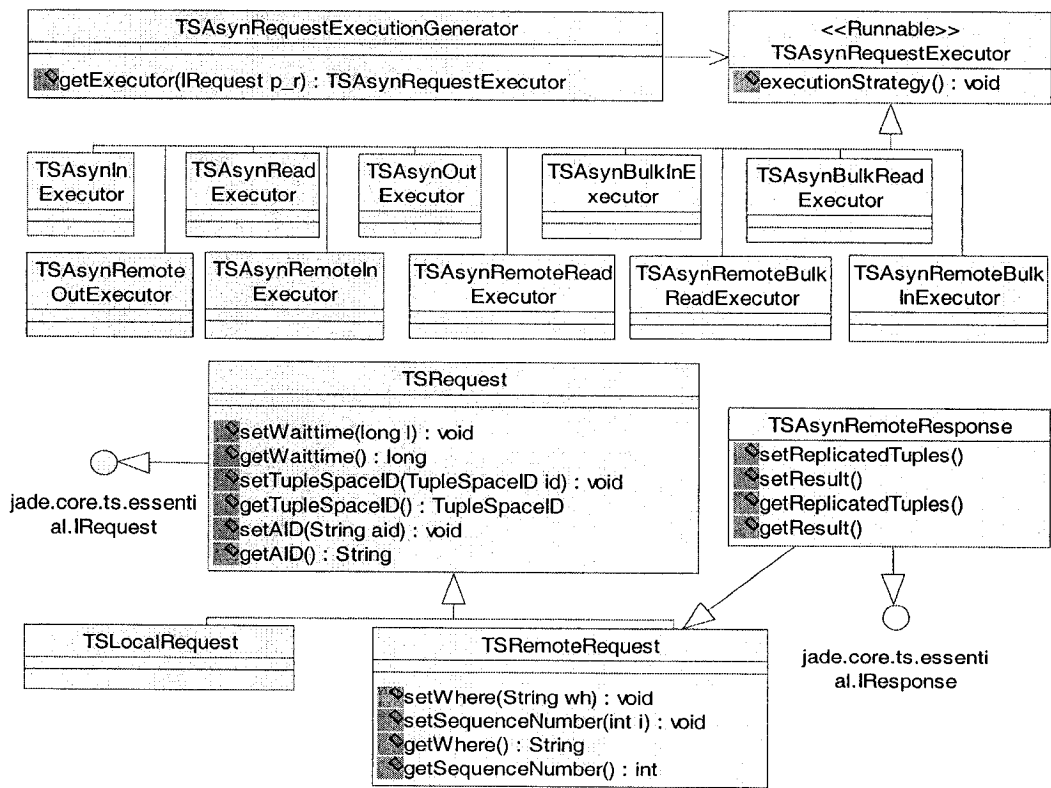 TSAsynRequestExecutionGenerator
getExecutor(IRequest p_r) : TSAsynRequestExecutor
<<Runnable>>
TSAsynRequestExecutor
executionStrategy() : void
TSAsynIn
Executor
TSAsynRead
Executor
TSAsynOut
Executor
TSAsynBulkInE
xecutor
TSAsynBulkRead
Executor
TSAsynRemote
OutExecutor
TSAsynRemoteIn
Executor
TSAsynRemoteRead
Executor
TSAsynRemoteBulk
ReadExecutor
TSAsynRemoteBulk
InExecutor
TSRequest
setWaittime(long l) : void
getWaittime() : long
setTupleSpaceID(TupleSpaceID id) : void
getTupleSpaceID() : TupleSpaceID
setAID(String aid) : void
getAID() : String
jade.core.ts.essenti
al.IRequest
TSAsynRemoteResponse
setReplicatedTuples()
setResult()
getReplicatedTuples()
getResult()
TSLocalRequest
TSRemoteRequest
setWhere(String wh) : void
setSequenceNumber(int i) : void
getWhere() : String
getSequenceNumber() : int
jade.core.ts.essenti
al.IResponse